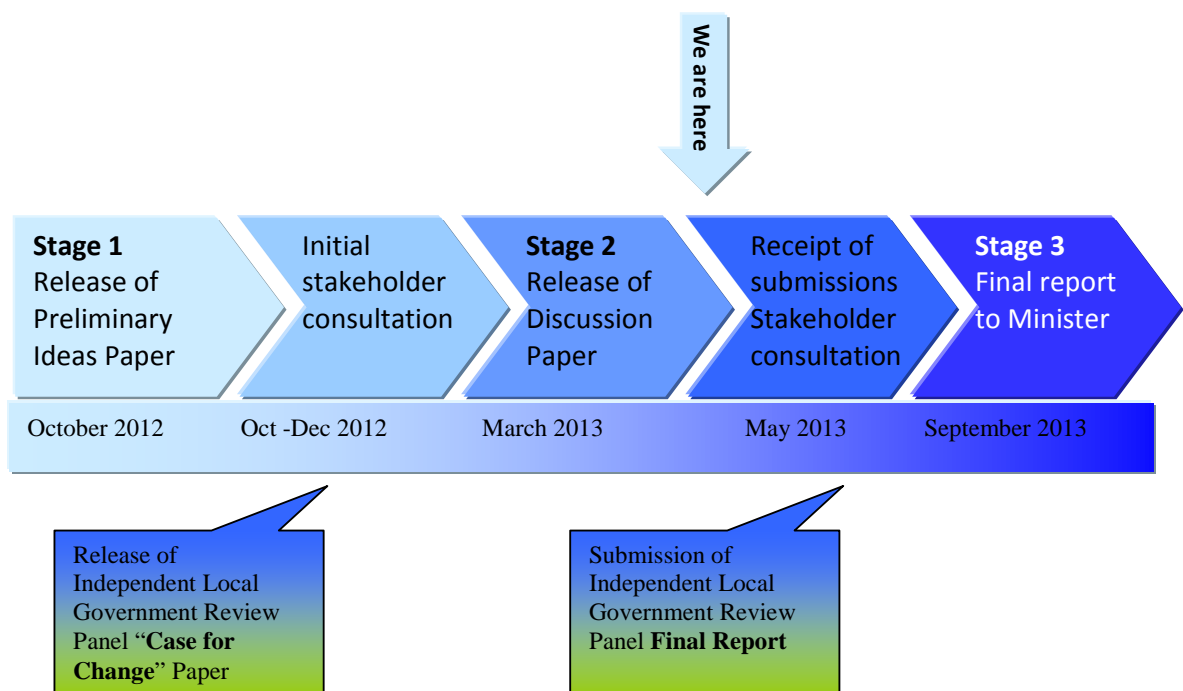 We are here
Stage 1
Release of
Preliminary
Ideas Paper
Initial
stakeholder
consultation
Stage 2
Release of
Discussion
Paper
Receipt of
submissions
Stakeholder
consultation
Stage 3
Final report
to Minister
October 2012
Oct -Dec 2012
March 2013
May 2013
September 2013
Release of
Independent Local
Government Review
Panel “Case for
Change” Paper
Submission of
Independent Local
Government Review
Panel Final Report